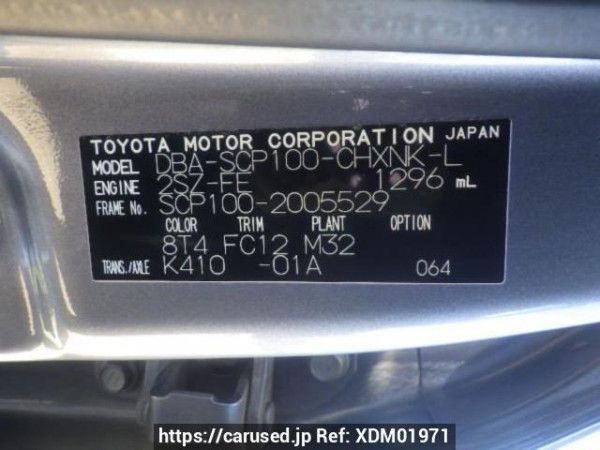 TOYOTA MOTOR CORPORATION JAPAN
MODEL DBA-SCP100-CHXNK-L
ENGINE 2SZ-FE 1296 mL
FRAME No. SCP100-2005529
COLOR TRIM PLANT OPTION
8T4 FC12 M32
TRANS./AXLE K410 -01A 064
https://carused.jp Ref: XDM01971